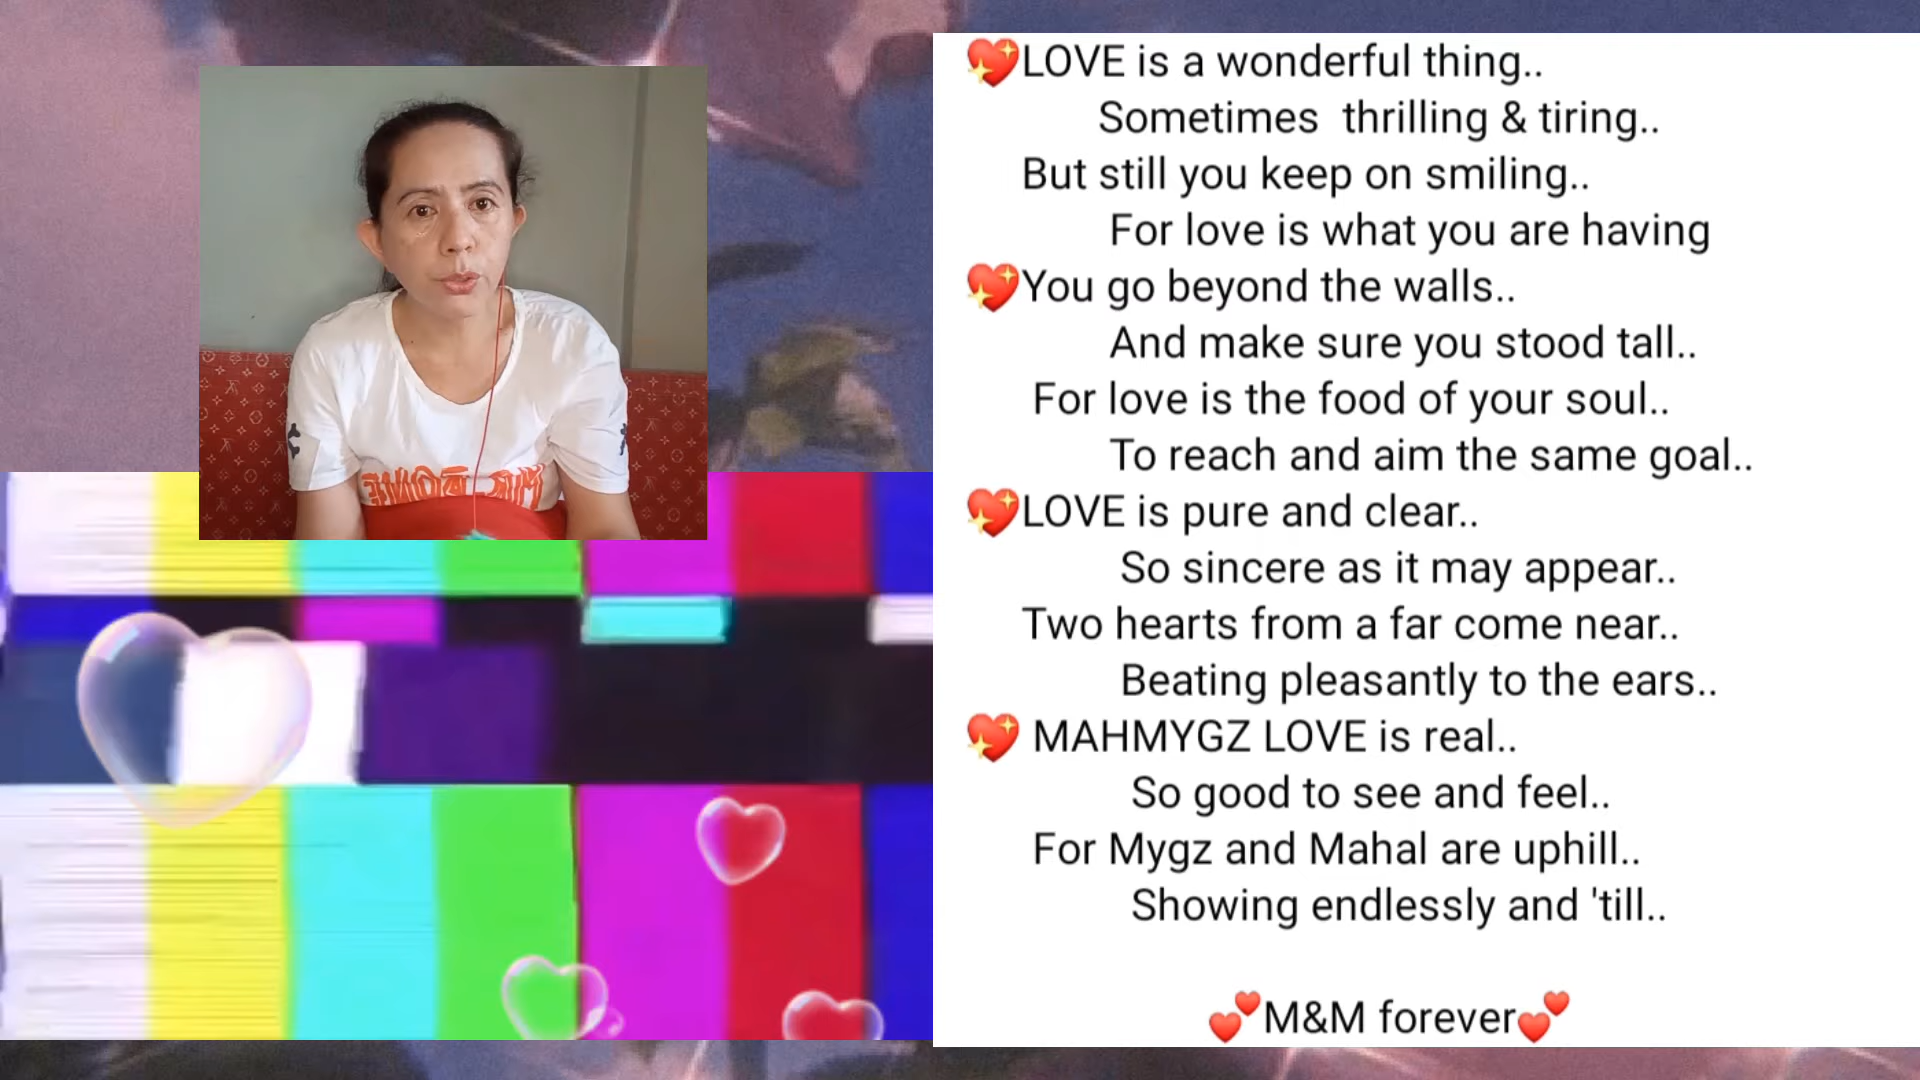 💖LOVE is a wonderful thing..
Sometimes thrilling & tiring..
But still you keep on smiling..
For love is what you are having
💖You go beyond the walls..
And make sure you stood tall..
For love is the food of your soul..
To reach and aim the same goal..
💖LOVE is pure and clear..
So sincere as it may appear..
Two hearts from a far come near..
Beating pleasantly to the ears..
💖 MAHMYGZ LOVE is real..
So good to see and feel..
For Mygz and Mahal are uphill..
Showing endlessly and 'till..
💕M&M forever💕